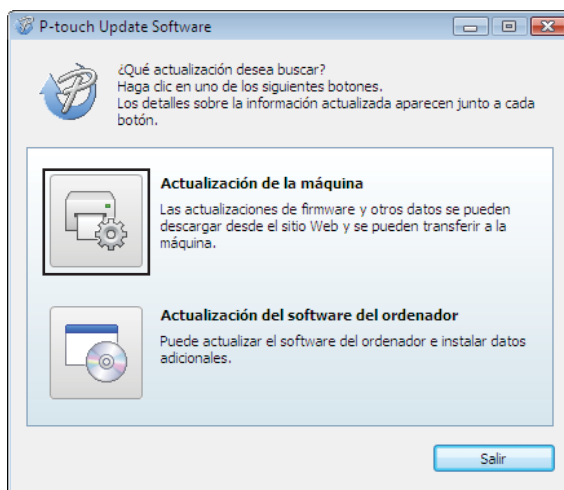 P-touch Update Software
¿Qué actualización desea buscar?
Haga clic en uno de los siguientes botones.
Los detalles sobre la información actualizada aparecen junto a cada
botón.
Actualización de la máquina
Las actualizaciones de firmware y otros datos se pueden
descargar desde el sitio Web y se pueden transferir a la
máquina.
Actualización del software del ordenador
Puede actualizar el software del ordenador e instalar datos
adicionales.
Salir